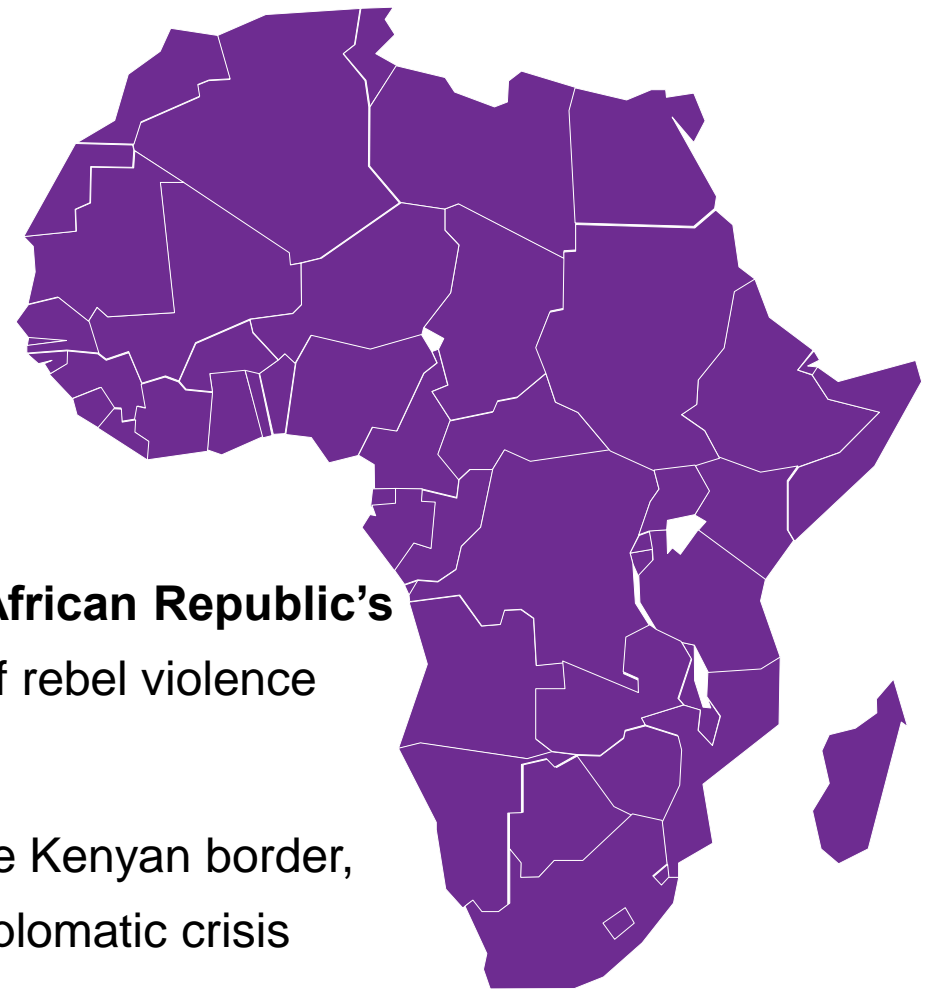 African Republic’s
f rebel violence
e Kenyan border,
plomatic crisis